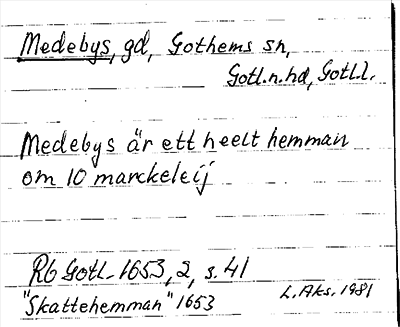 Medebys, gd, Gothems sn,
Gotl.n.hd, Gotl.l.
Medebys är ett heelt hemman
om 10 marckeleij
Rb Gotl. 1653, 2, s. 41
"Skattehemman" 1653
L. Aks. 1981